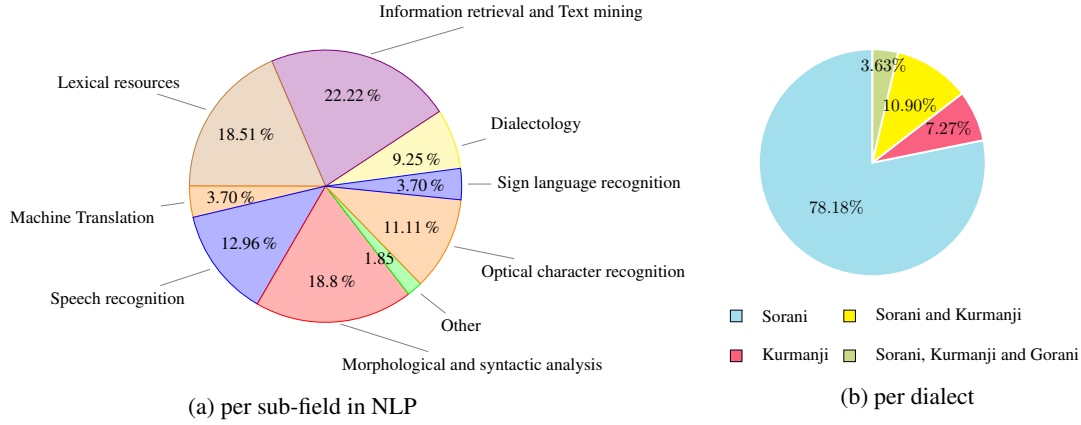 Information retrieval and Text mining
Lexical resources
22.22 %
18.51 %
Dialectology
9.25 %
3.70 %
Sign language recognition
3.70 %
Machine Translation
11.11 %
12.96 %
1.85
18.8 %
Optical character recognition
Speech recognition
Other
Morphological and syntactic analysis
(a) per sub-field in NLP
3.63%
10.90%
7.27%
78.18%
Sorani
Sorani and Kurmanji
Kurmanji
Sorani, Kurmanji and Gorani
(b) per dialect